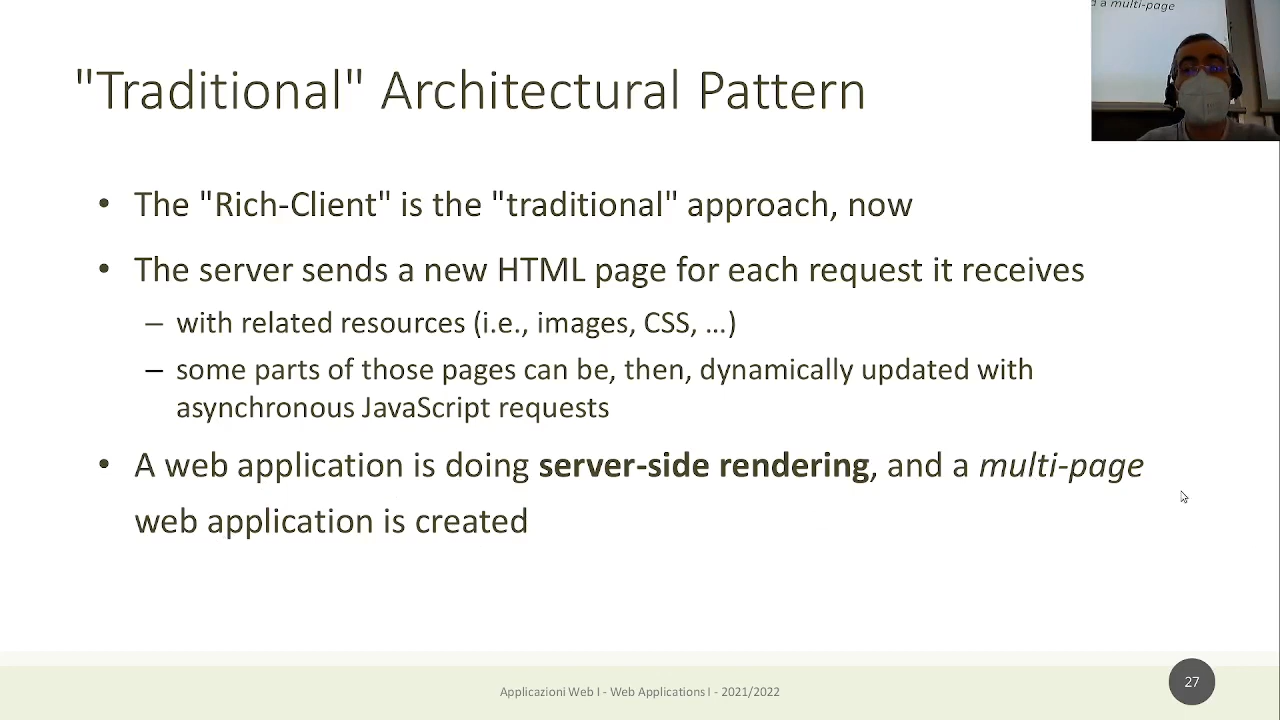 d a multi-page
"Traditional" Architectural Pattern
• The "Rich-Client" is the "traditional" approach, now
• The server sends a new HTML page for each request it receives
– with related resources (i.e., images, CSS, …)
– some parts of those pages can be, then, dynamically updated with
asynchronous JavaScript requests
• A web application is doing server-side rendering, and a multi-page
web application is created
Applicazioni Web I - Web Applications I - 2021/2022
27